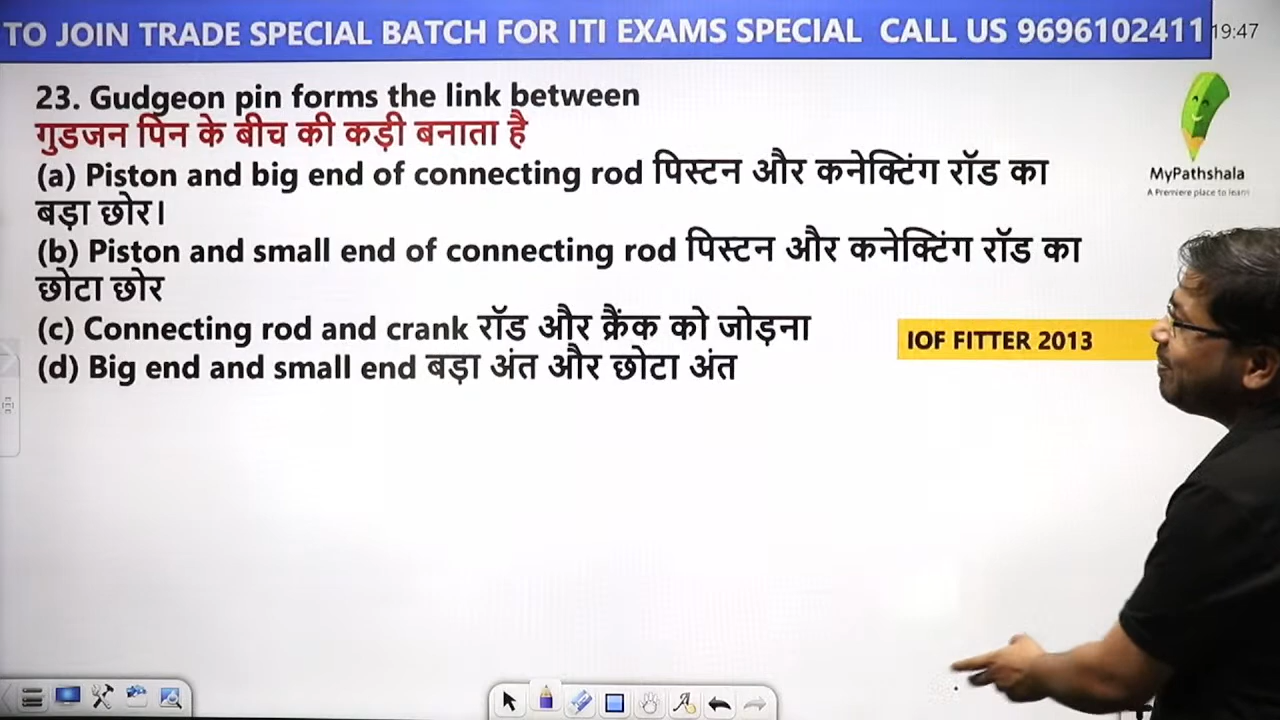 TO JOIN TRADE SPECIAL BATCH FOR ITI EXAMS SPECIAL CALL US 9696102411
19:47
23. Gudgeon pin forms the link between
गुडजन पिन के बीच की कड़ी बनाता है
(a) Piston and big end of connecting rod पिस्टन और कनेक्टिंग रॉड का
बड़ा छोर।
(b) Piston and small end of connecting rod पिस्टन और कनेक्टिंग रॉड का
छोटा छोर
(c) Connecting rod and crank रॉड और क्रैंक को जोड़ना
(d) Big end and small end बड़ा अंत और छोटा अंत
MyPathshala
A Premiere place to learn
IOF FITTER 2013